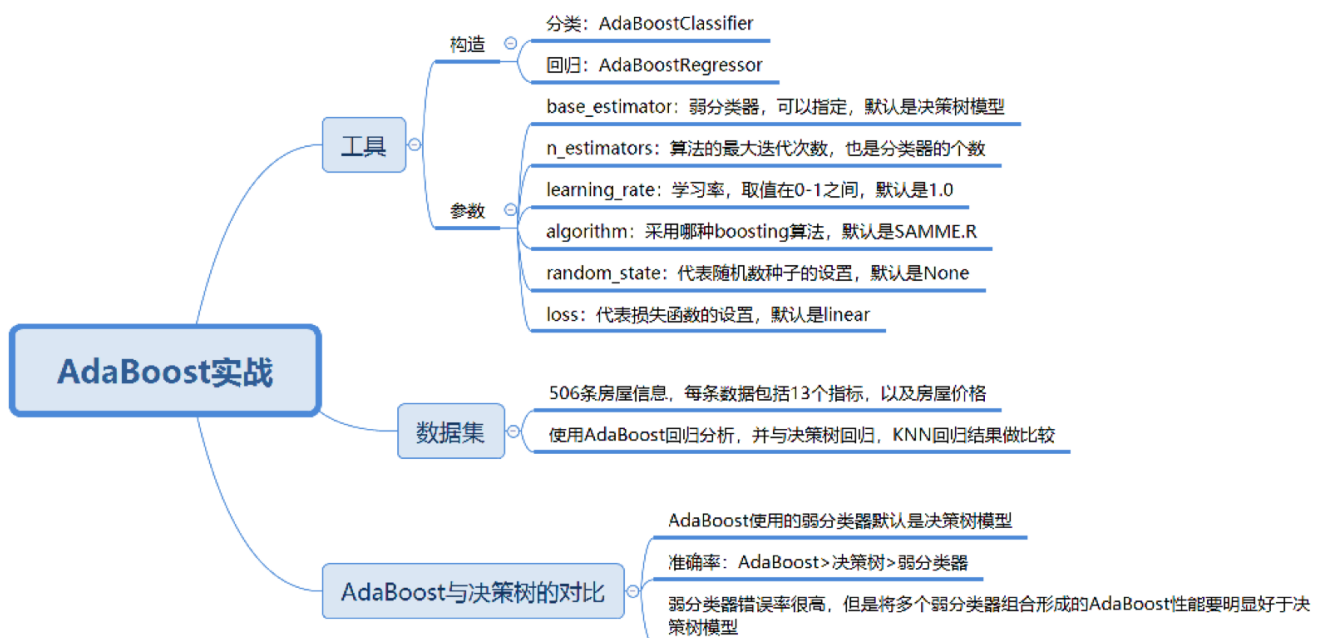 AdaBoost实战
工具
构造
分类：AdaBoostClassifier
回归：AdaBoostRegressor
参数
base_estimator：弱分类器，可以指定，默认是决策树模型
n_estimators：算法的最大迭代次数，也是分类器的个数
learning_rate：学习率，取值在0-1之间，默认是1.0
algorithm：采用哪种boosting算法，默认是SAMME.R
random_state：代表随机数种子的设置，默认是None
loss：代表损失函数的设置，默认是linear
数据集
506条房屋信息，每条数据包括13个指标，以及房屋价格
使用AdaBoost回归分析，并与决策树回归，KNN回归结果做比较
AdaBoost与决策树的对比
AdaBoost使用的弱分类器默认是决策树模型
准确率：AdaBoost>决策树>弱分类器
弱分类器错误率很高，但是将多个弱分类器组合形成的AdaBoost性能要明显好于决
策树模型